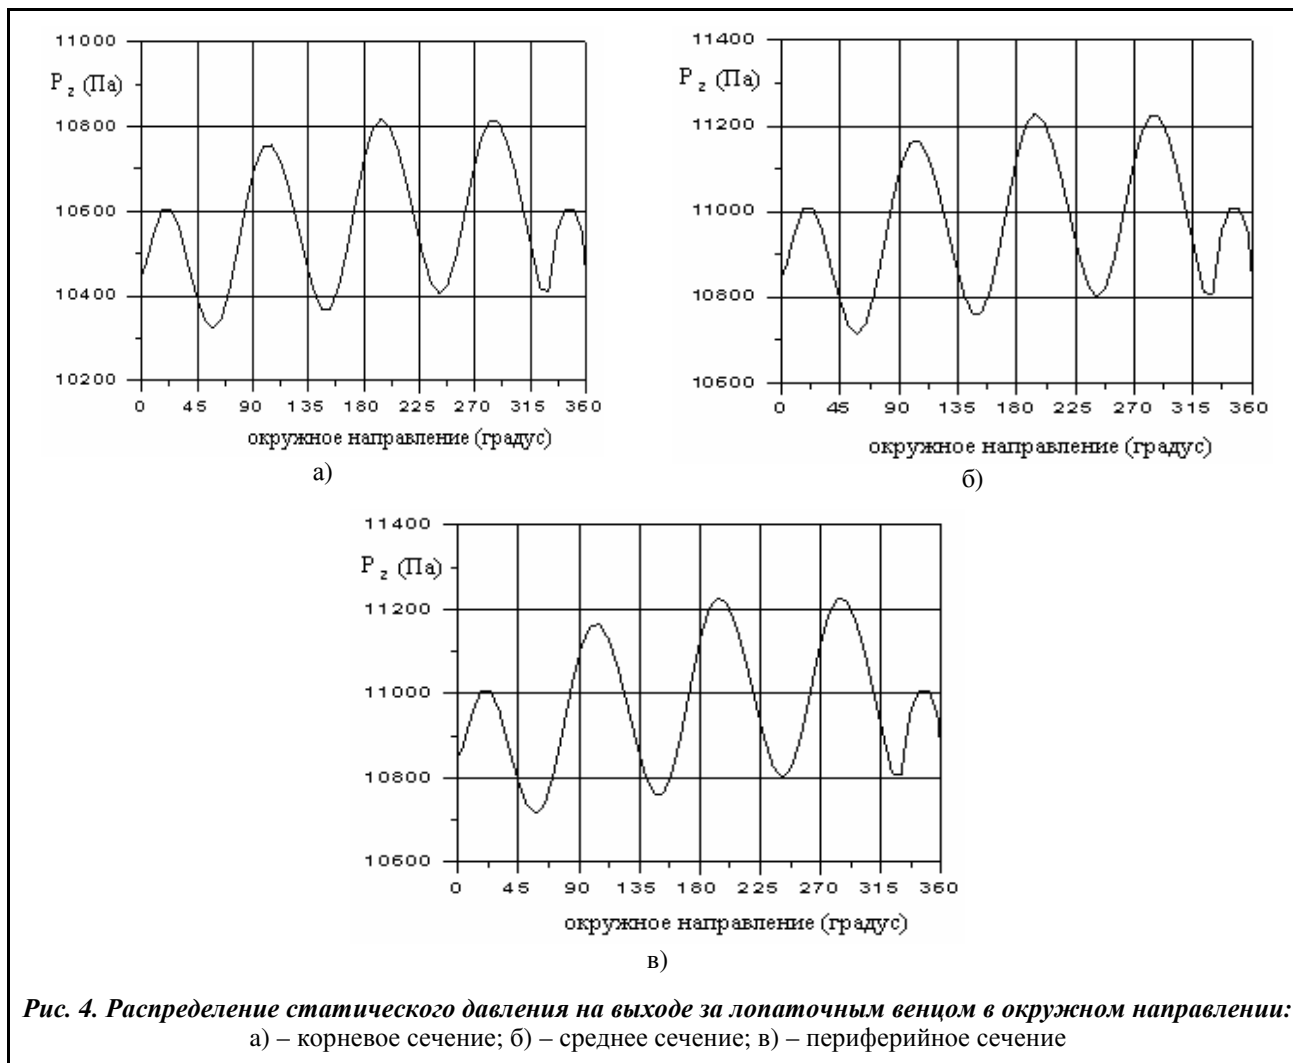 11000
P z (Па)
10800
10600
10400
10200
0 45 90 135 180 225 270 315 360
окружное направление (градус)
а)
11400
P z (Па)
11200
11000
10800
10600
0 45 90 135 180 225 270 315 360
окружное направление (градус)
б)
11400
P z (Па)
11200
11000
10800
10600
0 45 90 135 180 225 270 315 360
окружное направление (градус)
в)
Рис. 4. Распределение статического давления на выходе за лопаточным венцом в окружном направлении:
а) – корневое сечение; б) – среднее сечение; в) – периферийное сечение